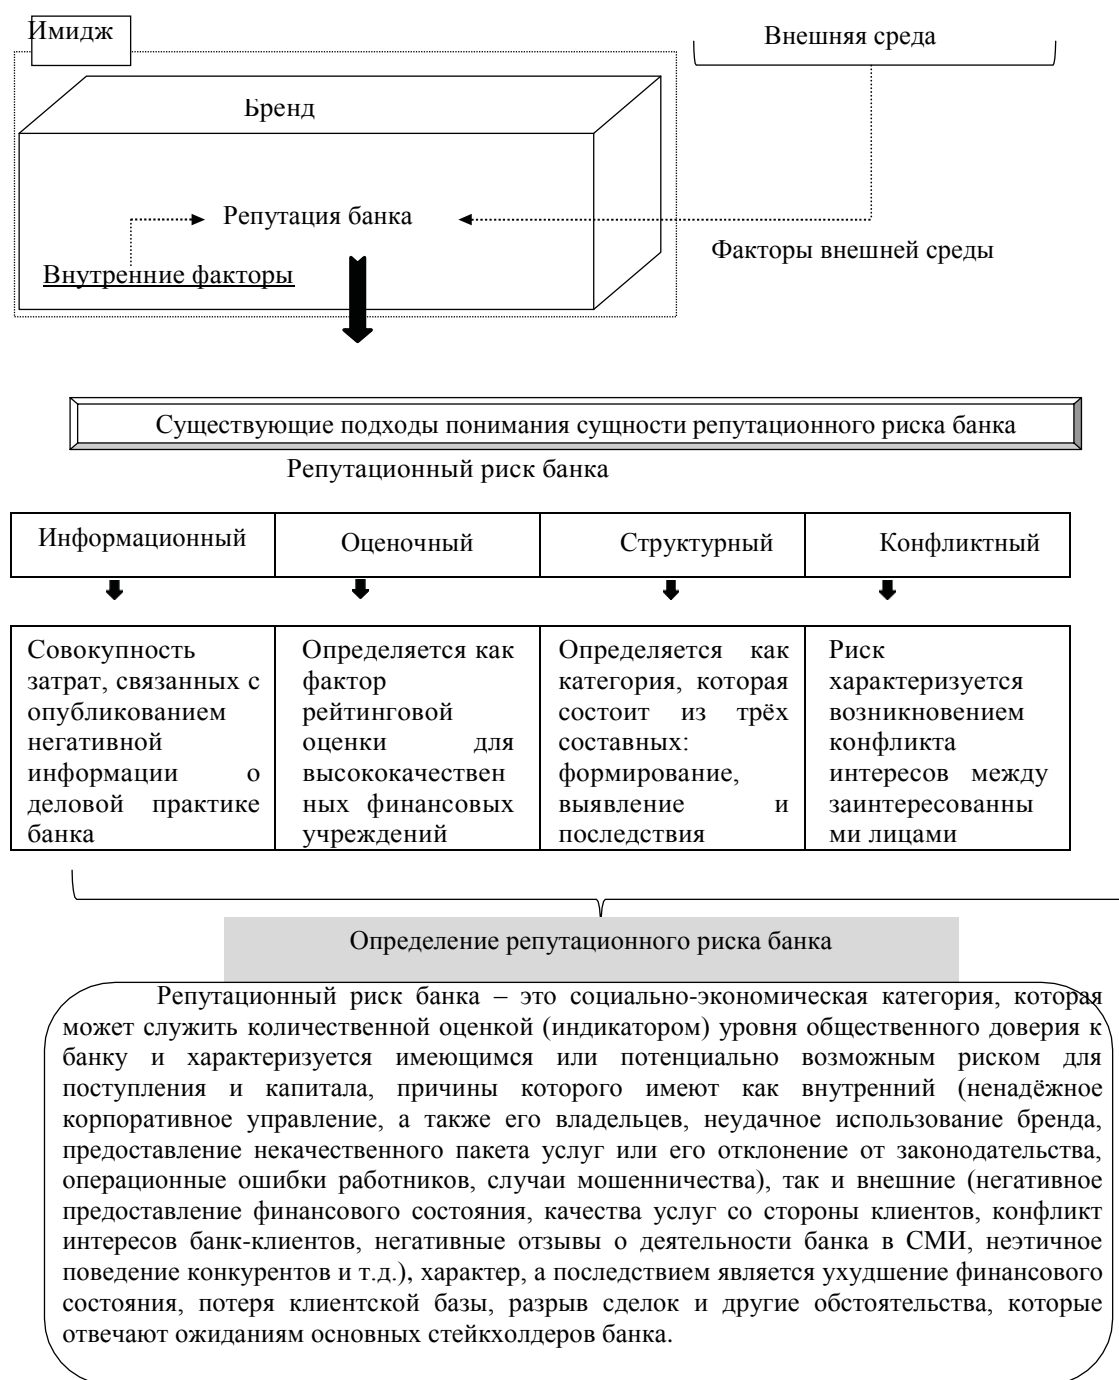 Имидж
Внешняя среда
Бренд
Репутация банка
Факторы внешней среды
Внутренние факторы
Существующие подходы понимания сущности репутационного риска банка
Репутационный риск банка
Информационный
Оценочный
Структурный
Конфликтный
Совокупность
затрат, связанных с
опубликованием
негативной
информации о
деловой практике
банка
Определяется как
фактор
рейтинговой
оценки для
высококачествен
ных финансовых
учреждений
Определяется как
категория, которая
состоит из трёх
составных:
формирование,
выявление и
последствия
Риск
характеризуется
возникновением
конфликта
интересов между
заинтересованны
ми лицами
Определение репутационного риска банка
Репутационный риск банка – это социально-экономическая категория, которая
может служить количественной оценкой (индикатором) уровня общественного доверия к
банку и характеризуется имеющимся или потенциально возможным риском для
поступления и капитала, причины которого имеют как внутренний (ненадёжное
корпоративное управление, а также его владельцев, неудачное использование бренда,
предоставление некачественного пакета услуг или его отклонение от законодательства,
операционные ошибки работников, случаи мошенничества), так и внешние (негативное
предоставление финансового состояния, качества услуг со стороны клиентов, конфликт
интересов банк-клиентов, негативные отзывы о деятельности банка в СМИ, неэтичное
поведение конкурентов и т.д.), характер, а последствием является ухудшение финансового
состояния, потеря клиентской базы, разрыв сделок и другие обстоятельства, которые
отвечают ожиданиям основных стейкхолдеров банка.